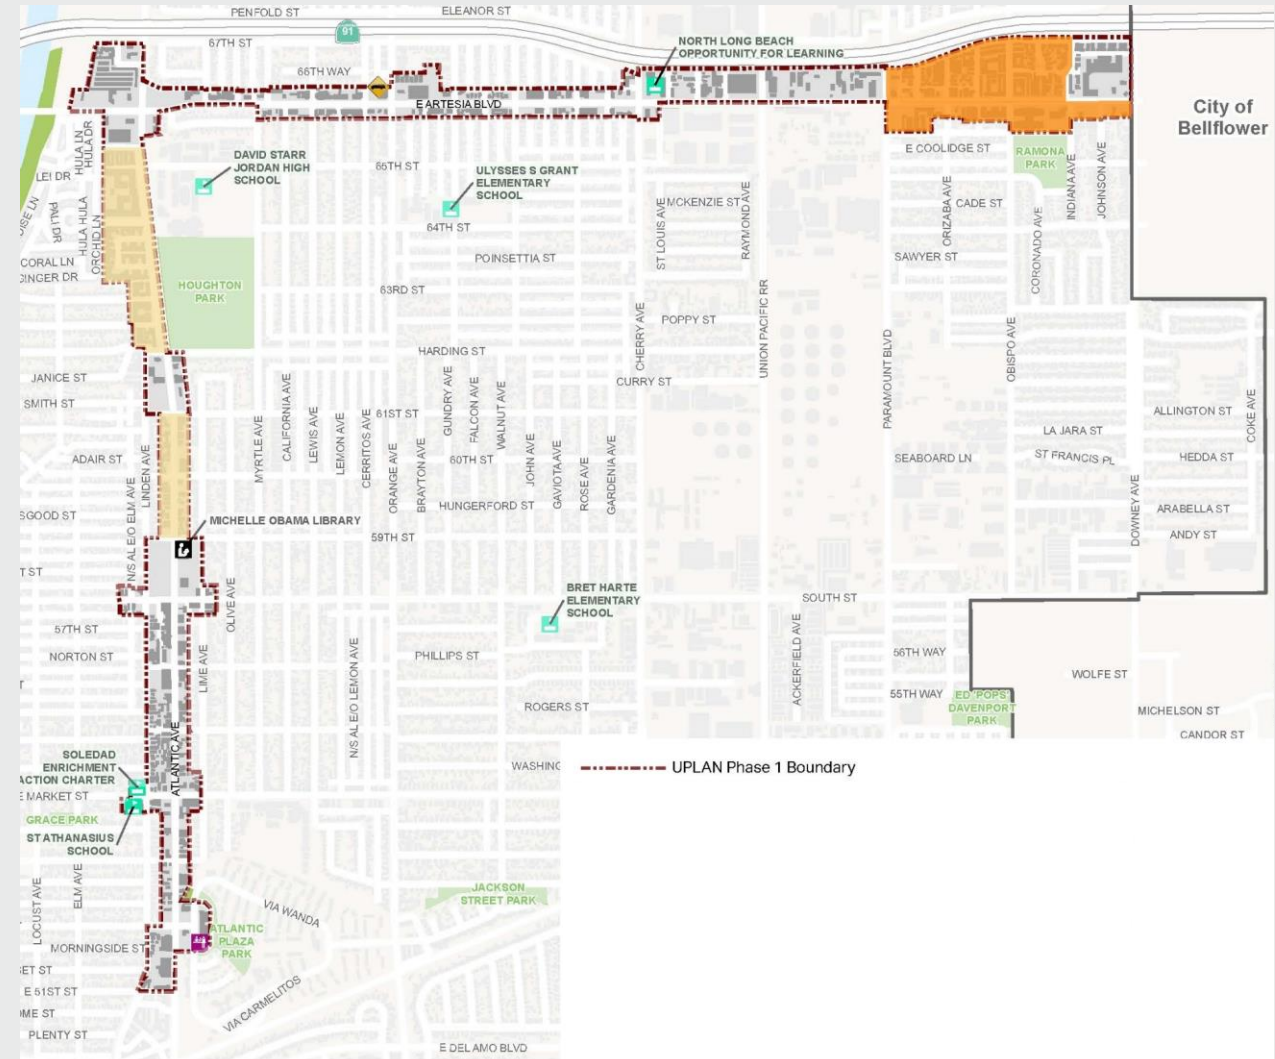 PENFOLD ST
ELEANOR ST
67TH ST
91
NORTH LONG BEACH
OPPORTUNITY FOR LEARNING
66TH WAY
E ARTESIA BLVD
City of
Bellflower
HULA LN
HULA DR
DAVID STARR
JORDAN HIGH
SCHOOL
65TH ST
ULYSSES S GRANT
ELEMENTARY
SCHOOL
E COOLIDGE ST
RAMONA
PARK
INDIANA AVE
JOHNSON AVE
LEI DR
PALI DR
HULA HULA
ORCHID LN
64TH ST
ST LOUIS AVE
MCKENZIE ST
RAYMOND AVE
ORIZABA AVE
CADE ST
CORONADO AVE
CORAL LN
GINGER DR
POINSETTIA ST
SAWYER ST
HOUGHTON
PARK
63RD ST
CHERRY AVE
POPPY ST
UNION PACIFIC RR
PARAMOUNT BLVD
OBISPO AVE
HARDING ST
JANICE ST
CURRY ST
SMITH ST
MYRTLE AVE
CALIFORNIA AVE
LEWIS AVE
LEMON AVE
CERRITOS AVE
61ST ST
ORANGE AVE
BRAYTON AVE
GUNDRY AVE
FALCON AVE
WALNUT AVE
JOHN AVE
GAVIOTA AVE
ROSE AVE
GARDENIA AVE
ALLINGTON ST
COKE AVE
LA JARA ST
ADAIR ST
LINDEN AVE
60TH ST
SEABOARD LN
ST FRANCIS PL
HEDDA ST
N/S AL E/O ELM AVE
HUNGERFORD ST
DOWNEY AVE
ARABELLA ST
SGOOD ST
MICHELLE OBAMA LIBRARY
59TH ST
ANDY ST
T ST
OLIVE AVE
BRET HARTE
ELEMENTARY
SCHOOL
SOUTH ST
57TH ST
NORTON ST
LIME AVE
N/S AL E/O LEMON AVE
PHILLIPS ST
ACKERFIELD AVE
56TH WAY
WOLFE ST
55TH WAY
ED 'POPS'
DAVENPORT
PARK
ROGERS ST
MICHELSON ST
CANDOR ST
ATLANTIC AVE
SOLEDAD
ENRICHMENT
ACTION CHARTER
WASHING
UPLAN Phase 1 Boundary
E MARKET ST
GRACE PARK
ST ATHANASIUS
SCHOOL
LOCUST AVE
ELM AVE
JACKSON
STREET PARK
VIA WANDA
ATLANTIC
PLAZA
PARK
MORNINGSIDE ST
SET ST
E 51ST ST
VIA CARMELITOS
OME ST
PLENTY ST
E DEL AMO BLVD